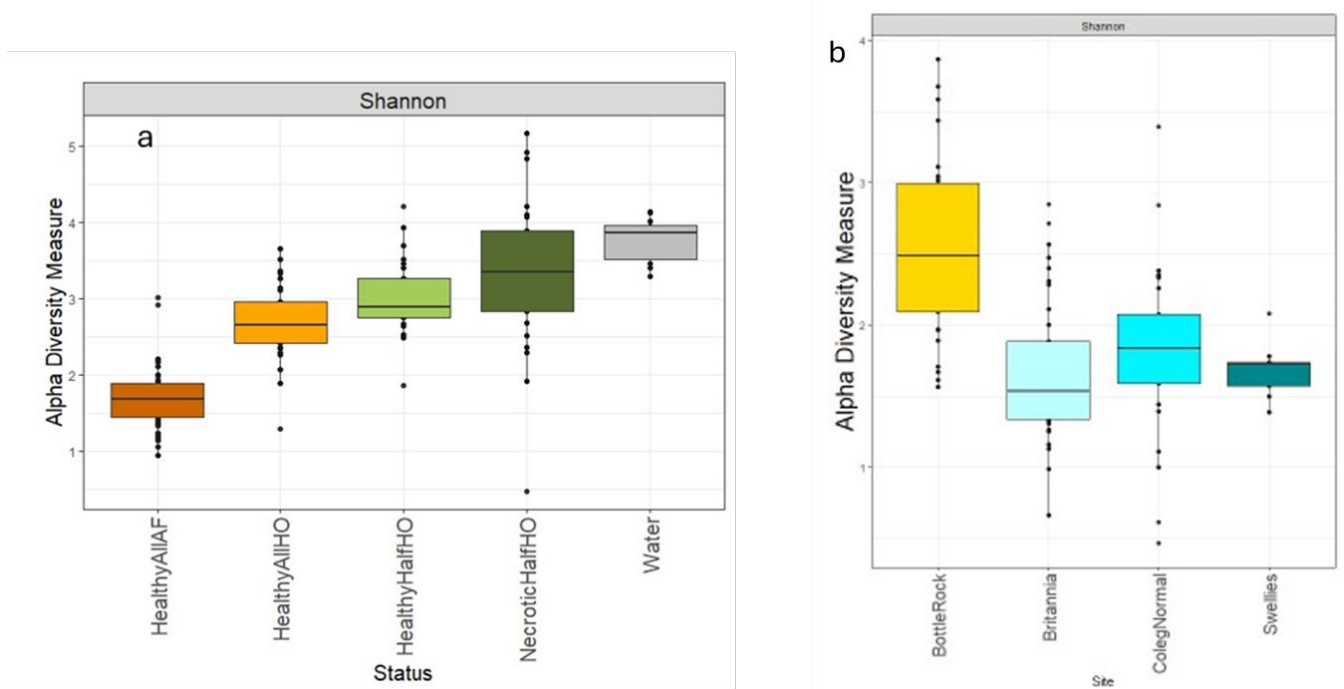 Shannon
a
Alpha Diversity Measure
5
4
3
2
1
HealthyAllAF
HealthyAllHO
HealthyHalfHO
NecroticHalfHO
Water
Status
b
Shannon
Alpha Diversity Measure
4
3
2
1
BottleRock
Britannia
ColegNormal
Swellies
Site